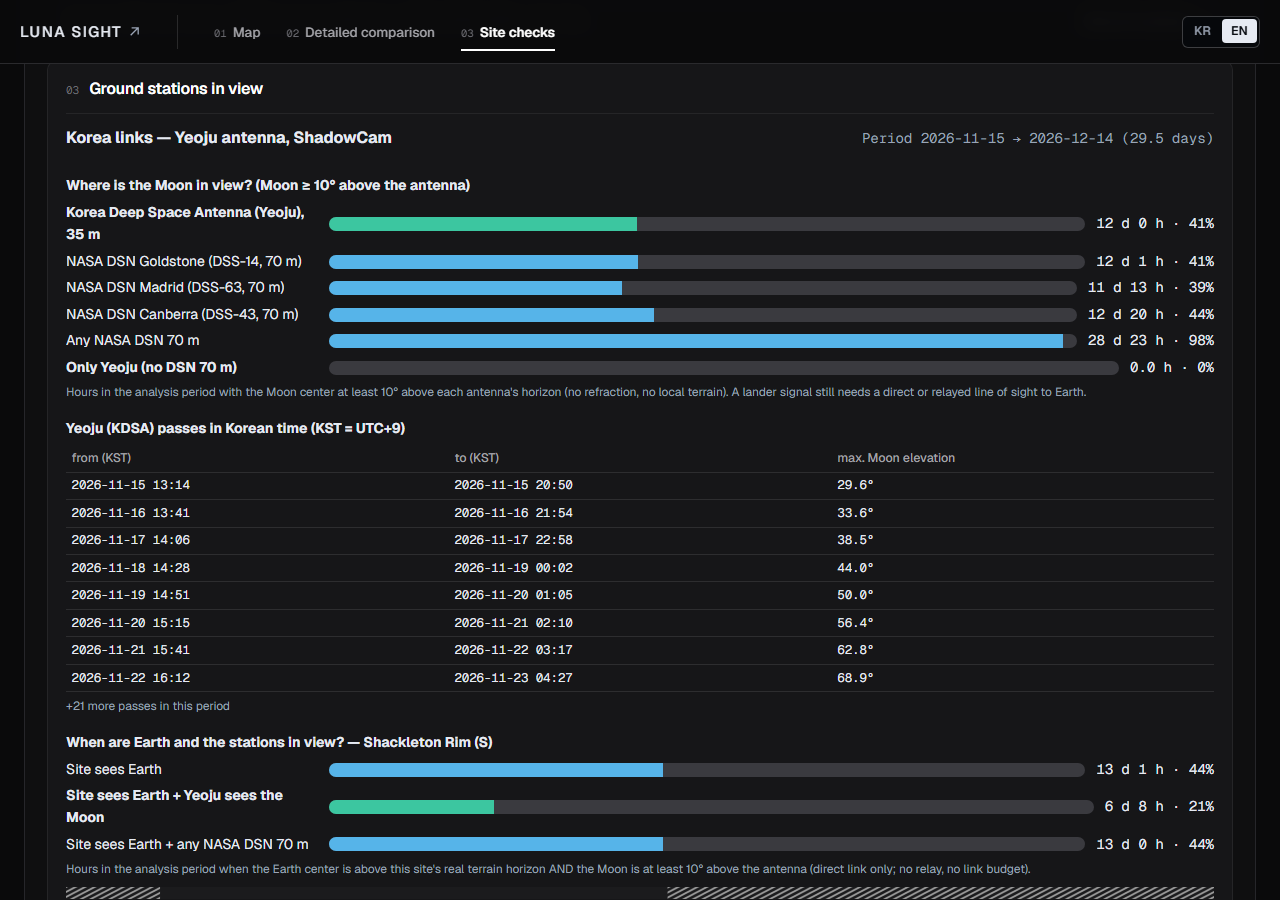 LUNA SIGHT ↗
01 Map
02 Detailed comparison
03 Site checks
KR EN
03 Ground stations in view
Korea links — Yeoju antenna, ShadowCam
Period 2026-11-15 → 2026-12-14 (29.5 days)
Where is the Moon in view? (Moon ≥ 10° above the antenna)
Korea Deep Space Antenna (Yeoju),
35 m
12 d 0 h · 41%
NASA DSN Goldstone (DSS-14, 70 m) 12 d 1 h · 41%
NASA DSN Madrid (DSS-63, 70 m) 11 d 13 h · 39%
NASA DSN Canberra (DSS-43, 70 m) 12 d 20 h · 44%
Any NASA DSN 70 m 28 d 23 h · 98%
Only Yeoju (no DSN 70 m) 0.0 h · 0%
Hours in the analysis period with the Moon center at least 10° above each antenna's horizon (no refraction, no local terrain). A lander signal still needs a direct or relayed line of sight to Earth.
Yeoju (KDSA) passes in Korean time (KST = UTC+9)
from (KST) to (KST) max. Moon elevation
2026-11-15 13:14 2026-11-15 20:50 29.6°
2026-11-16 13:41 2026-11-16 21:54 33.6°
2026-11-17 14:06 2026-11-17 22:58 38.5°
2026-11-18 14:28 2026-11-19 00:02 44.0°
2026-11-19 14:51 2026-11-20 01:05 50.0°
2026-11-20 15:15 2026-11-21 02:10 56.4°
2026-11-21 15:41 2026-11-22 03:17 62.8°
2026-11-22 16:12 2026-11-23 04:27 68.9°
+21 more passes in this period
When are Earth and the stations in view? — Shackleton Rim (S)
Site sees Earth 13 d 1 h · 44%
Site sees Earth + Yeoju sees the
Moon
6 d 8 h · 21%
Site sees Earth + any NASA DSN 70 m 13 d 0 h · 44%
Hours in the analysis period when the Earth center is above this site's real terrain horizon AND the Moon is at least 10° above the antenna (direct link only; no relay, no link budget).